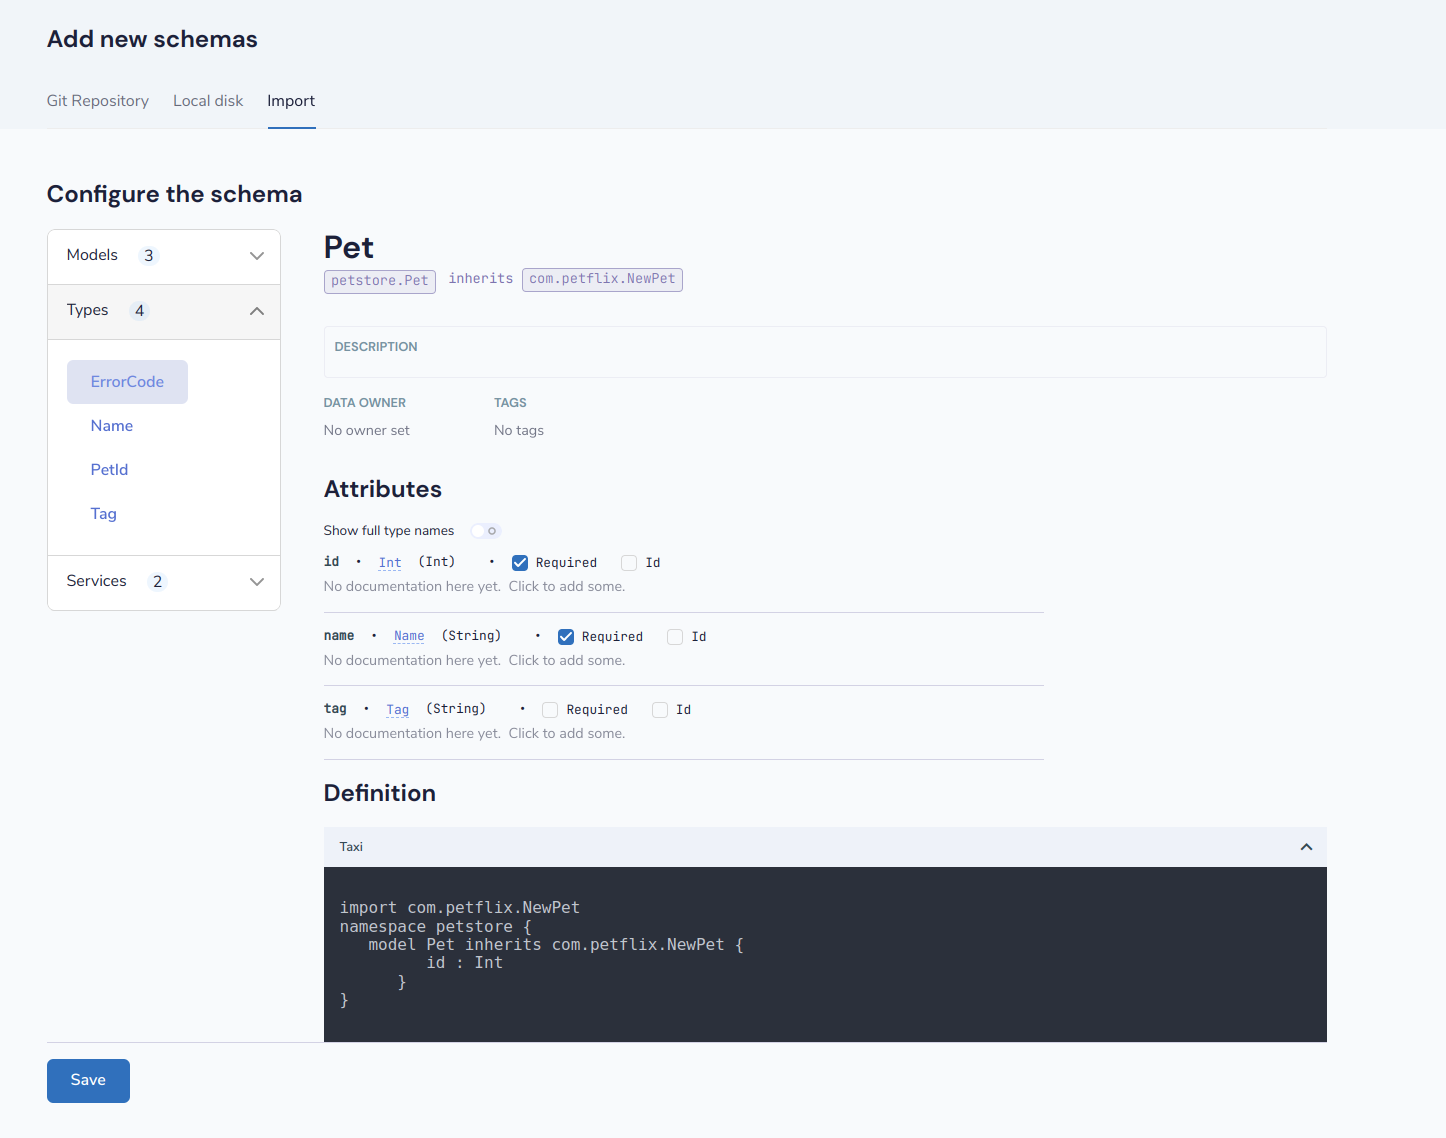 Add new schemas
Git Repository Local disk Import
Configure the schema
Models 3
Types 4
ErrorCode
Name
PetId
Tag
Services 2
Pet
petstore.Pet inherits com.petflix.NewPet
DESCRIPTION
DATA OWNER TAGS
No owner set No tags
Attributes
Show full type names
id • Int (Int) • Required Id
No documentation here yet. Click to add some.
name • Name (String) • Required Id
No documentation here yet. Click to add some.
tag • Tag (String) • Required Id
No documentation here yet. Click to add some.
Definition
Taxi
import com.petflix.NewPet
namespace petstore {
model Pet inherits com.petflix.NewPet {
id : Int
}
}
Save